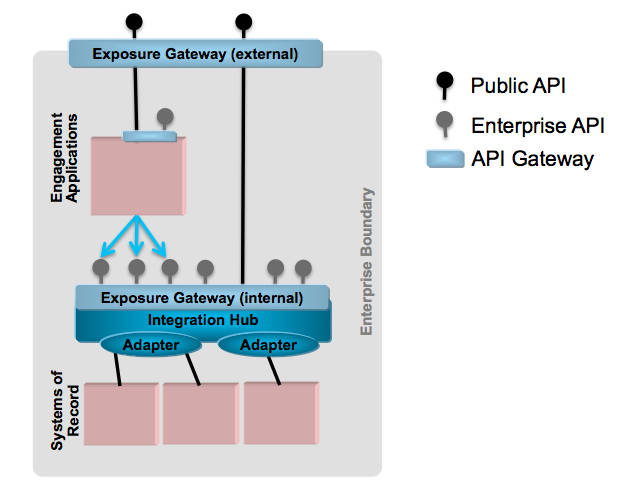 Exposure Gateway (external)
Public API
Enterprise API
API Gateway
Engagement
Applications
Enterprise Boundary
Exposure Gateway (internal)
Integration Hub
Adapter
Adapter
Systems of
Record